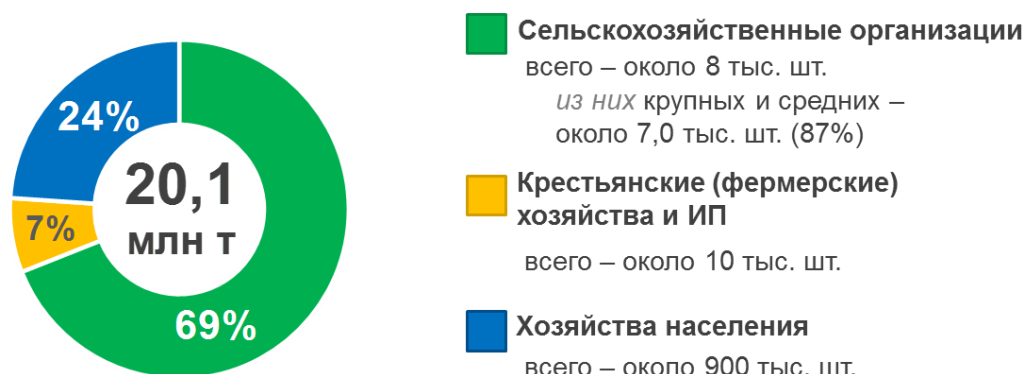 24%
20,1
млн т
7%
69%
Сельскохозяйственные организации
всего – около 8 тыс. шт.
из них крупных и средних –
около 7,0 тыс. шт. (87%)
Крестьянские (фермерские)
хозяйства и ИП
всего – около 10 тыс. шт.
Хозяйства населения
всего – около 900 тыс. шт.